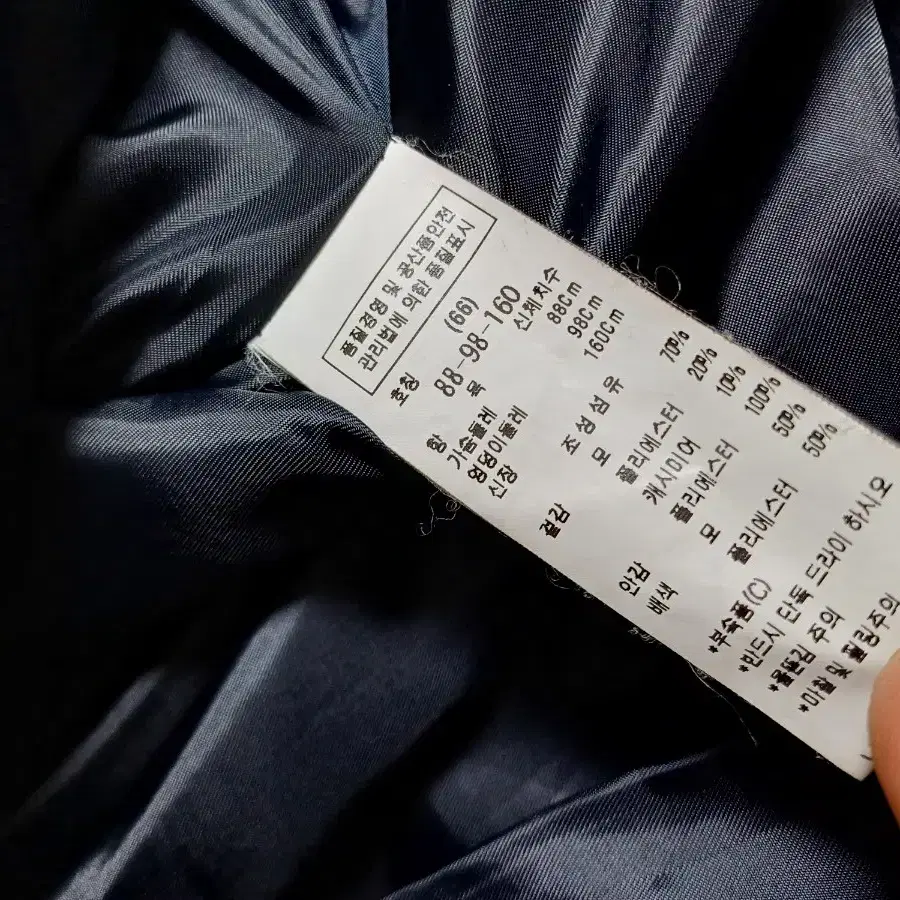 품질경영 및 공산품안전
관리법에 의한 품질표시
호칭 (66)
88-98-160
항 목 신체치수
가슴둘레 88Cm
엉덩이둘레 98Cm
신장 160Cm
조성섬유
겉감 모 70%
폴리에스터 20%
캐시미어 10%
안감 폴리에스터 100%
배색 모 50%
폴리에스터 50%
*부속품(C)
*반드시 단독 드라이 하시오
*물뜬김 주의
*마찰 및 필링주의